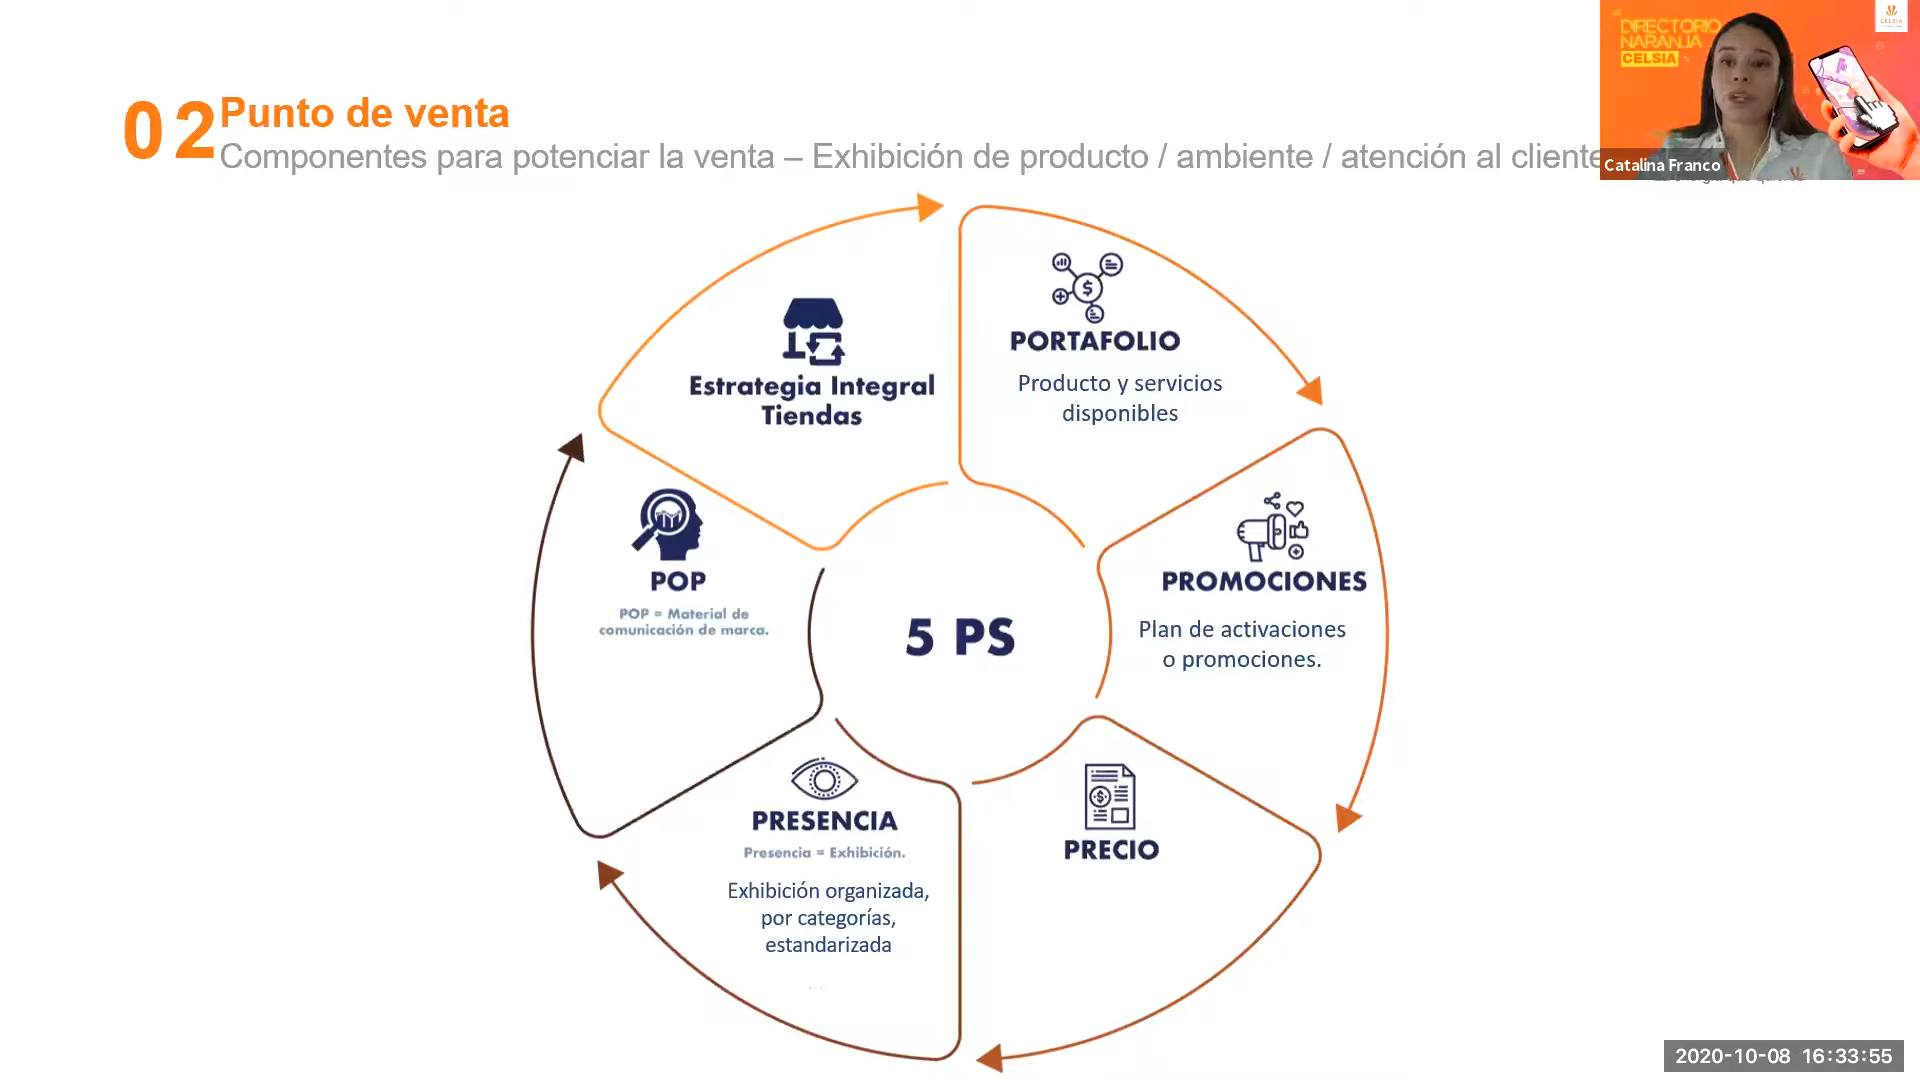 02
Punto de venta
Componentes para potenciar la venta – Exhibición de producto / ambiente / atención al cliente
DIRECTORIO
NARANJA
CELSIA
CELSIA
Catalina Franco
Estrategia Integral
Tiendas
PORTAFOLIO
Producto y servicios
disponibles
POP
POP = Material de
comunicación de marca.
5 PS
PROMOCIONES
Plan de activaciones
o promociones.
PRESENCIA
Presencia = Exhibición.
Exhibición organizada,
por categorías,
estandarizada
PRECIO
2020-10-08 16:33:55